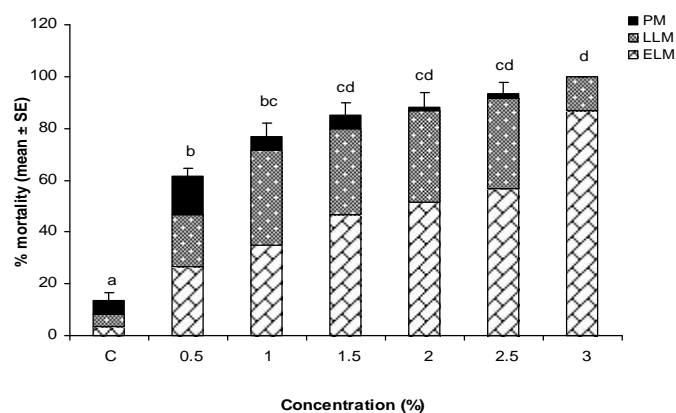 120
100
80
60
40
20
0
% mortality (mean ± SE)
a
b
bc
cd
cd
cd
d
PM
LLM
ELM
C 0.5 1 1.5 2 2.5 3
Concentration (%)